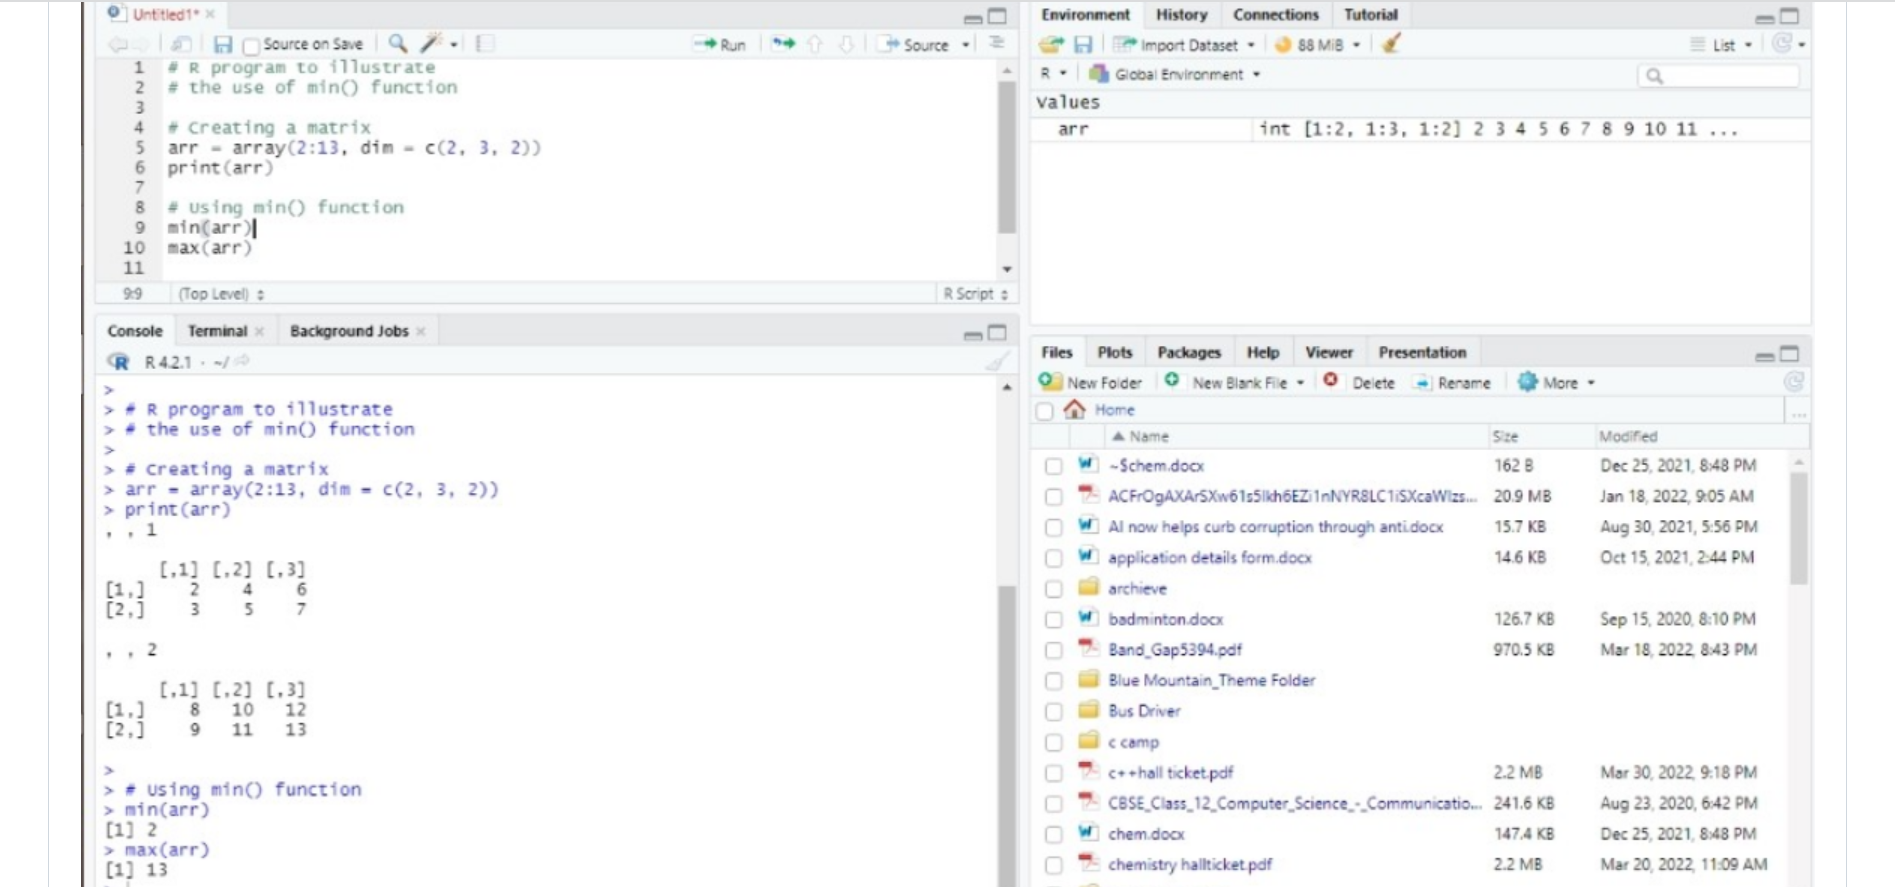 Untitled1*
Source on Save
Run
Source
1 # R program to illustrate
2 # the use of min() function
3
4 # Creating a matrix
5 arr = array(2:13, dim = c(2, 3, 2))
6 print(arr)
7
8 # Using min() function
9 min(arr)
10 max(arr)
11
9:9 (Top Level) R Script
Console Terminal Background Jobs
R R 4.2.1 · ~/
>
> # R program to illustrate
> # the use of min() function
>
> # Creating a matrix
> arr = array(2:13, dim = c(2, 3, 2))
> print(arr)
, , 1
[,1] [,2] [,3]
[1,] 2 4 6
[2,] 3 5 7
, , 2
[,1] [,2] [,3]
[1,] 8 10 12
[2,] 9 11 13
>
> # Using min() function
> min(arr)
[1] 2
> max(arr)
[1] 13
Environment History Connections Tutorial
Import Dataset 88 MiB List
R Global Environment
Values
arr int [1:2, 1:3, 1:2] 2 3 4 5 6 7 8 9 10 11 ...
Files Plots Packages Help Viewer Presentation
New Folder New Blank File Delete Rename More
Home ...
Name Size Modified
~$chem.docx 162 B Dec 25, 2021, 8:48 PM
20.9 MB Jan 18, 2022, 9:05 AM
AI now helps curb corruption through anti.docx 15.7 KB Aug 30, 2021, 5:56 PM
application details form.docx 14.6 KB Oct 15, 2021, 2:44 PM
archieve
badminton.docx 126.7 KB Sep 15, 2020, 8:10 PM
Band_Gap5394.pdf 970.5 KB Mar 18, 2022, 8:43 PM
Blue Mountain_Theme Folder
Bus Driver
c camp
c++hall ticket.pdf 2.2 MB Mar 30, 2022, 9:18 PM
CBSE_Class_12_Computer_Science_-_Communicatio... 241.6 KB Aug 23, 2020, 6:42 PM
chem.docx 147.4 KB Dec 25, 2021, 8:48 PM
chemistry hallticket.pdf 2.2 MB Mar 20, 2022, 11:09 AM